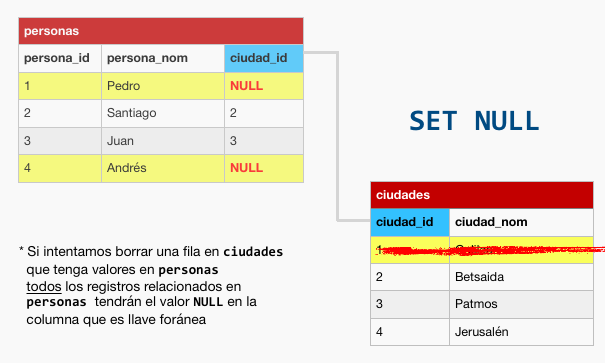 personas
persona_id persona_nom ciudad_id
1 Pedro NULL
2 Santiago 2
3 Juan 3
4 Andrés NULL
SET NULL
ciudades
ciudad_id ciudad_nom
1
2 Betsaida
3 Patmos
4 Jerusalén
* Si intentamos borrar una fila en ciudades
que tenga valores en personas
todos los registros relacionados en
personas tendrán el valor NULL en la
columna que es llave foránea